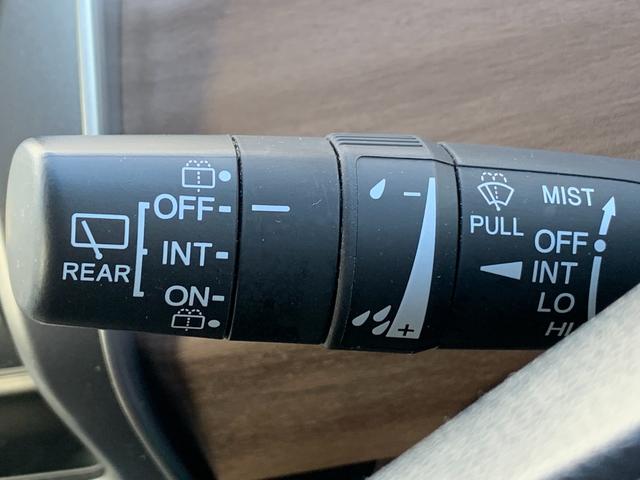 REAR
OFF
INT
ON
−
+
PULL
MIST
OFF
INT
LO
HI